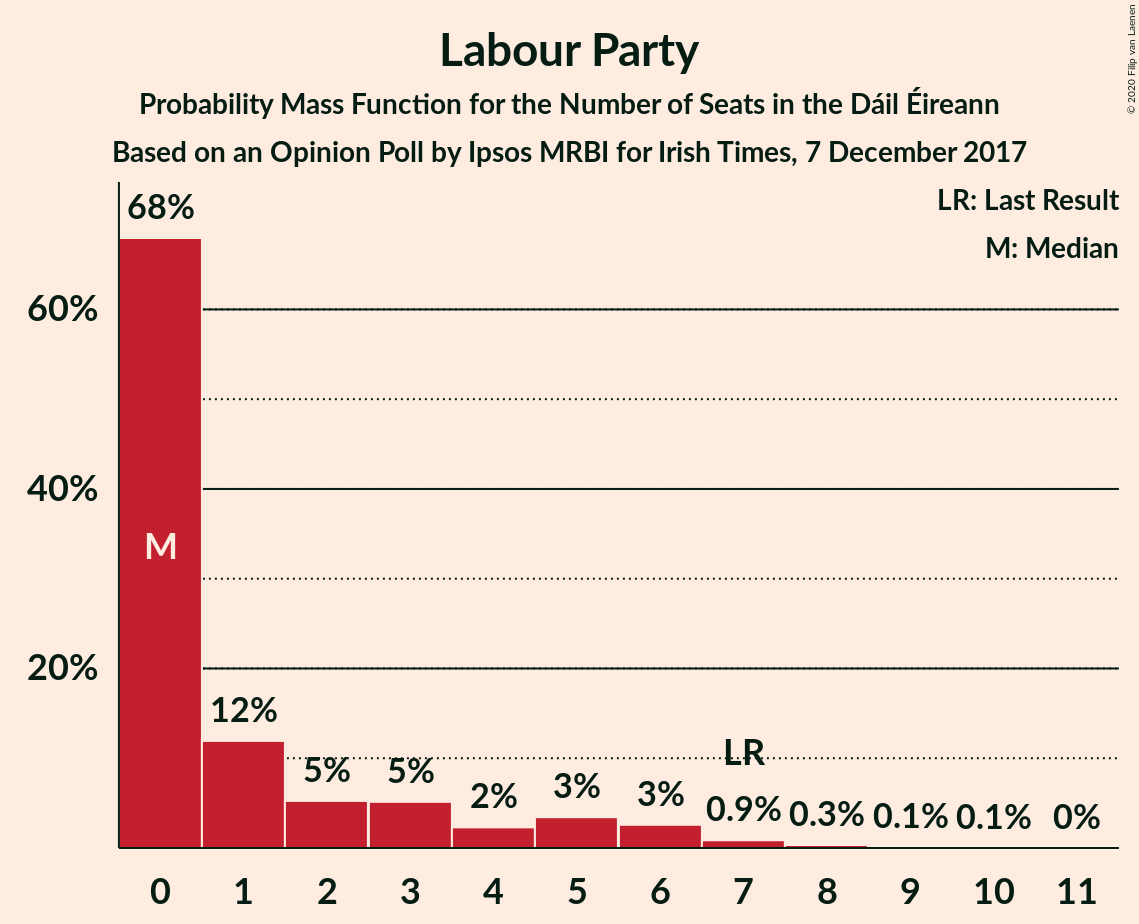 Labour Party
Probability Mass Function for the Number of Seats in the Dáil Éireann
Based on an Opinion Poll by Ipsos MRBI for Irish Times, 7 December 2017
© 2020 Filip van Laenen
LR: Last Result
M: Median
68%
60%
40%
M
20%
12%
5%
5%
2%
3%
3%
LR
0.9%
0.3%
0.1%
0.1%
0%
0 1 2 3 4 5 6 7 8 9 10 11